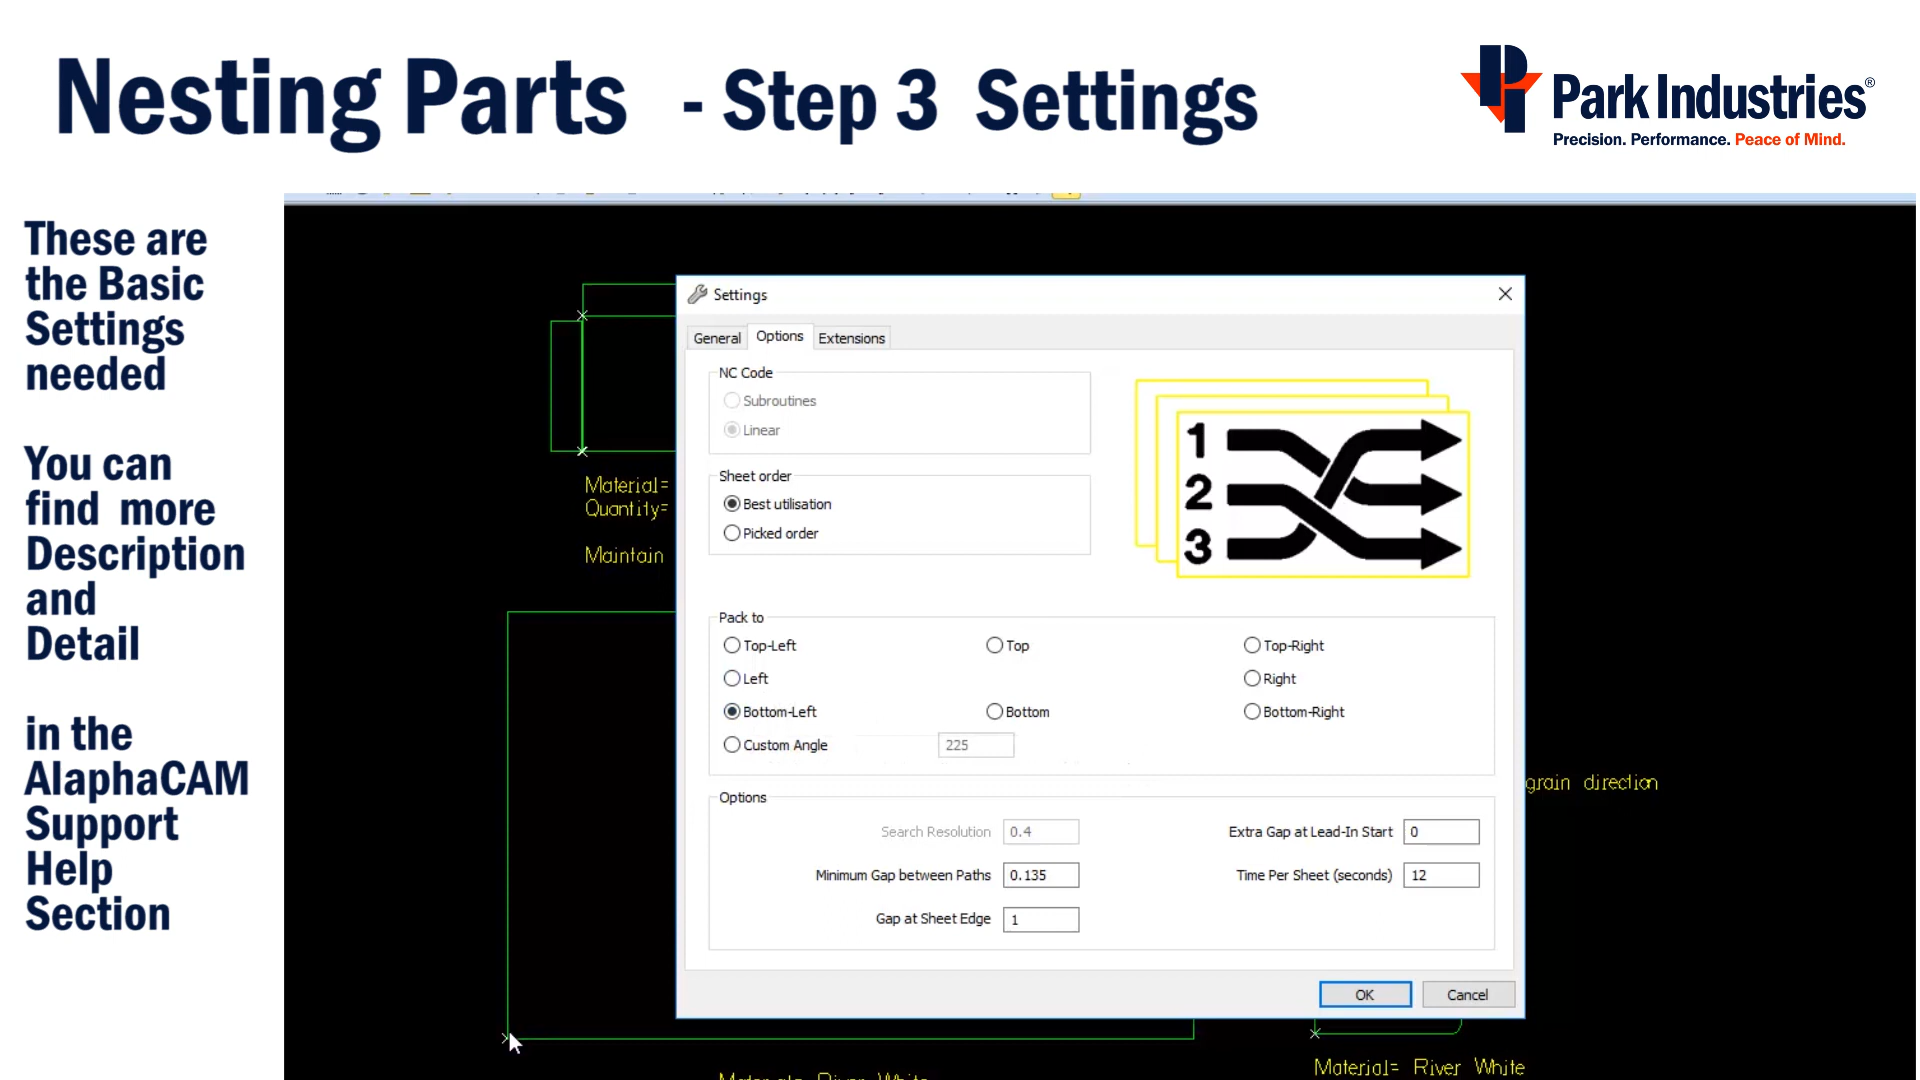 Nesting Parts - Step 3 Settings
Park Industries®
Precision. Performance. Peace of Mind.
These are
the Basic
Settings
needed
You can
find more
Description
and
Detail
in the
AlaphaCAM
Support
Help
Section
Settings
General Options Extensions
NC Code
Subroutines
Linear
Sheet order
Best utilisation
Picked order
1
2
3
Pack to
Top-Left Top Top-Right
Left Right
Bottom-Left Bottom Bottom-Right
Custom Angle 225
Options
Search Resolution 0.4 Extra Gap at Lead-In Start 0
Minimum Gap between Paths 0.135 Time Per Sheet (seconds) 12
Gap at Sheet Edge 1
OK Cancel
Material=
Quantity=
Maintain
grain direction
Material= River White